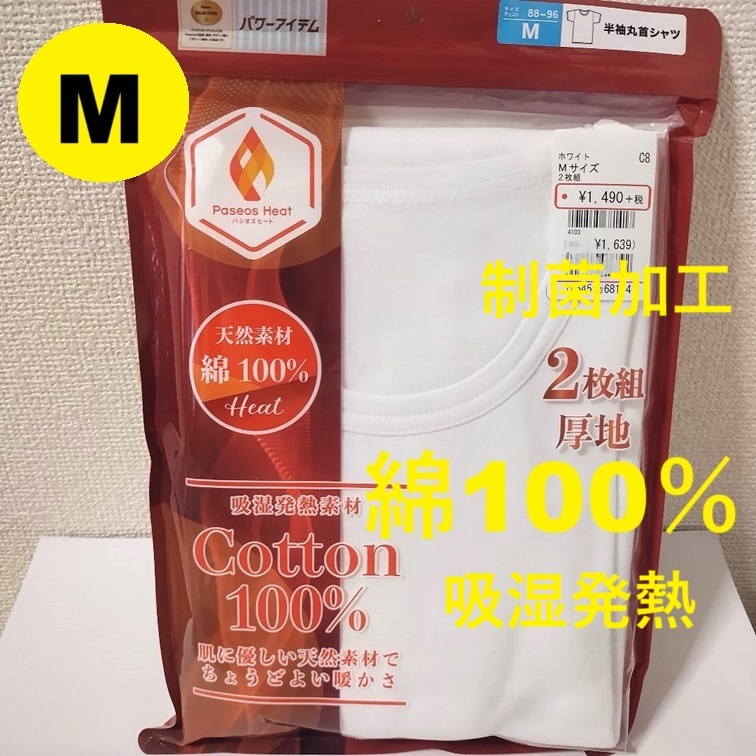 M
パワーアイテム
サイズ
チェスト
88~96
M
半袖丸首シャツ
Paseos Heat
パシオスヒート
ホワイト C8
Mサイズ
2枚組
¥1,490+税
4103
¥1,639)
制菌加工
天然素材
綿100%
Heat
2枚組
厚地
綿100%
吸湿発熱素材
Cotton
100%
吸湿発熱
肌に優しい天然素材で
ちょうどよい暖かさ